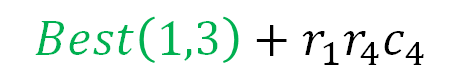 Best(1,3) + r₁r₄c₄